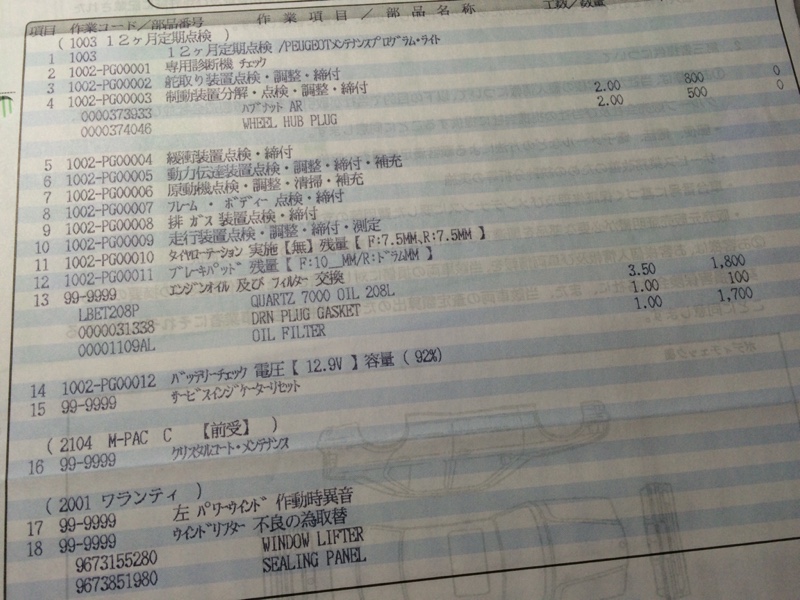 項目 作業コード/部品番号 作業項目/部品名称 工数/数量
( 1003 12ヶ月定期点検 )
1 1003 12ヶ月定期点検 /PEUGEOTメンテナンスプログラム・ライト
2 1002-PG00001 専用診断機 チェック
3 1002-PG00002 舵取り装置点検・調整・締付
4 1002-PG00003 制動装置分解・点検・調整・締付
0000373933 ハブナット AR 2.00 800 0
0000374046 WHEEL HUB PLUG 2.00 500 0
5 1002-PG00004 緩衝装置点検・締付
6 1002-PG00005 動力伝達装置点検・調整・締付・補充
7 1002-PG00006 原動機点検・調整・清掃・補充
8 1002-PG00007 フレーム ・ ボディー 点検・締付
9 1002-PG00008 排ガス 装置点検・締付
10 1002-PG00009 走行装置点検・締付・測定
11 1002-PG00010 タイヤローテーション 実施【無】残量【 F:7.5MM、R:7.5MM 】
12 1002-PG00011 ブレーキパッド 残量【 F:10__MM/R:ドラムMM 】
13 99-9999 エンジンオイル 及び フィルター 交換
LBET208P QUARTZ 7000 OIL 208L 3.50 1,800
0000031338 DRN PLUG GASKET 1.00 100
00001109AL OIL FILTER 1.00 1,700
14 1002-PG00012 バッテリーチェック 電圧【 12.9V 】容量( 92%)
15 99-9999 サービスインジケーターリセット
( 2104 M-PAC C 【前受】 )
16 99-9999 クリスタルコート・メンテナンス
( 2001 ワランティ )
17 99-9999 左 パワーウインド 作動時異音
18 99-9999 ウインドリフター 不良の為取替
9673155280 WINDOW LIFTER
9673851980 SEALING PANEL